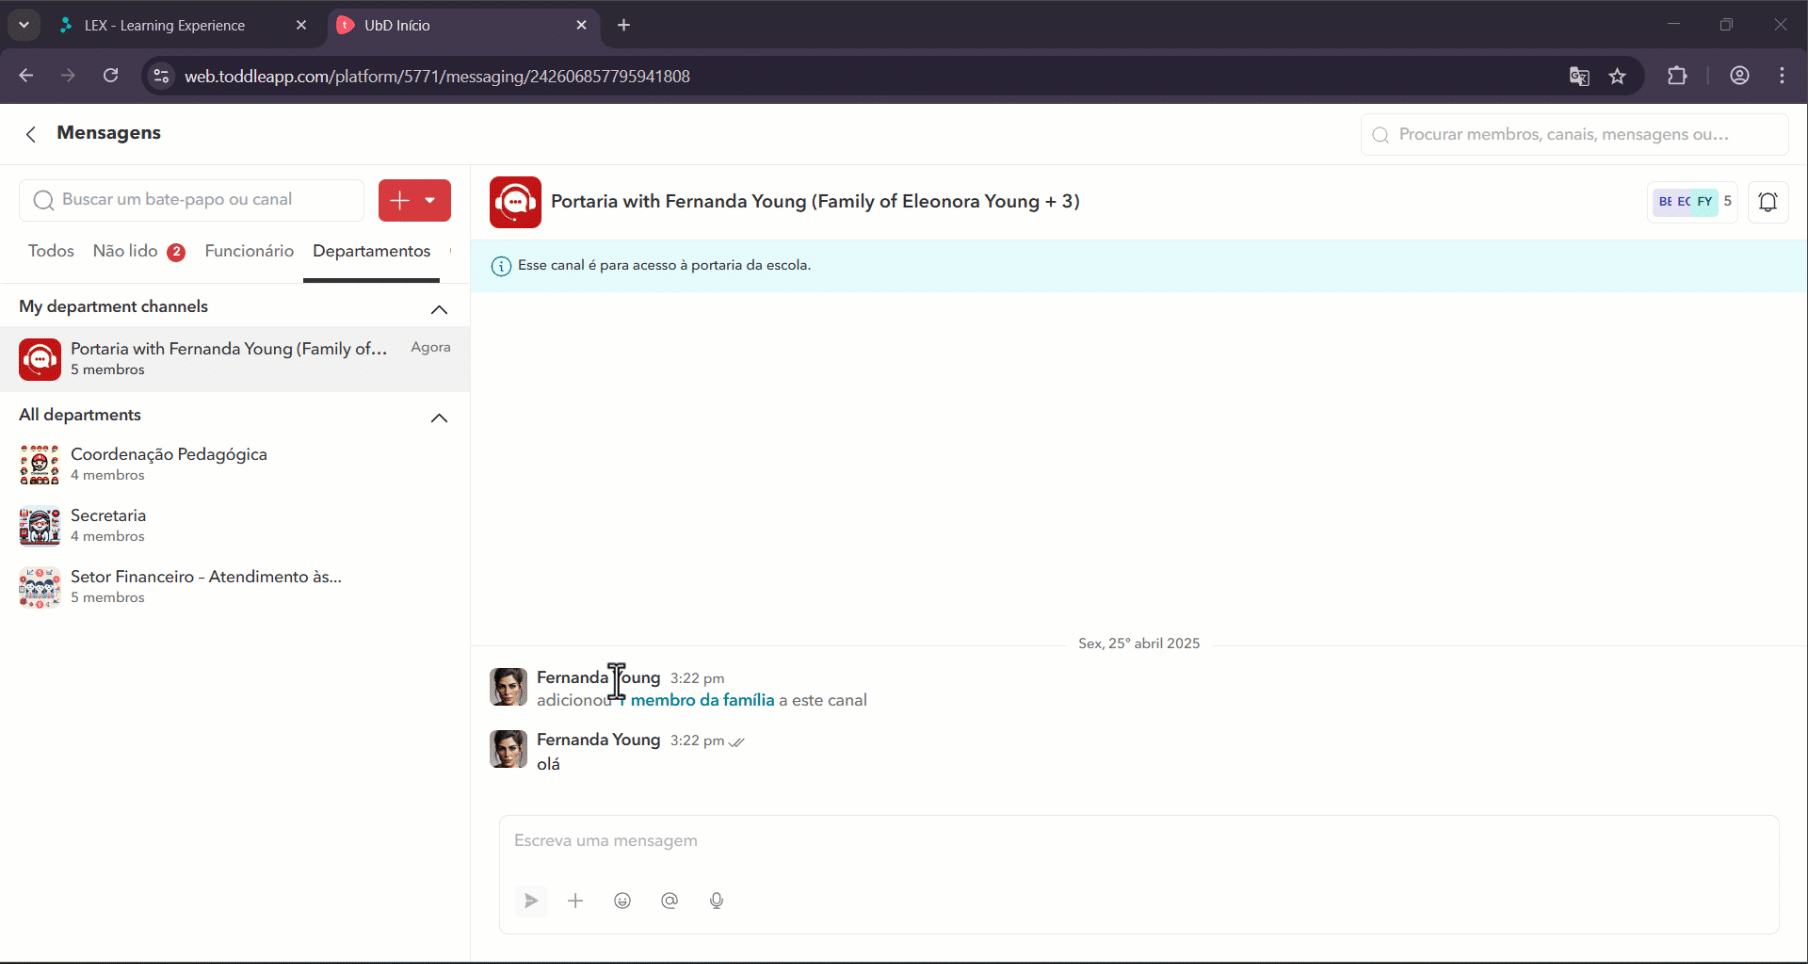 LEX - Learning Experience
UbD Início
web.toddleapp.com/platform/5771/messaging/242606857795941808
Mensagens
Procurar membros, canais, mensagens ou...
Buscar um bate-papo ou canal
Todos
Não lido 2
Funcionário
Departamentos
My department channels
Portaria with Fernanda Young (Family of...
Agora
5 membros
All departments
Coordenação Pedagógica
4 membros
Secretaria
4 membros
Setor Financeiro – Atendimento às...
5 membros
Portaria with Fernanda Young (Family of Eleonora Young + 3)
BE EC FY 5
Esse canal é para acesso à portaria da escola.
Sex, 25° abril 2025
Fernanda Young 3:22 pm
adicionou 1 membro da família a este canal
Fernanda Young 3:22 pm
olá
Escreva uma mensagem